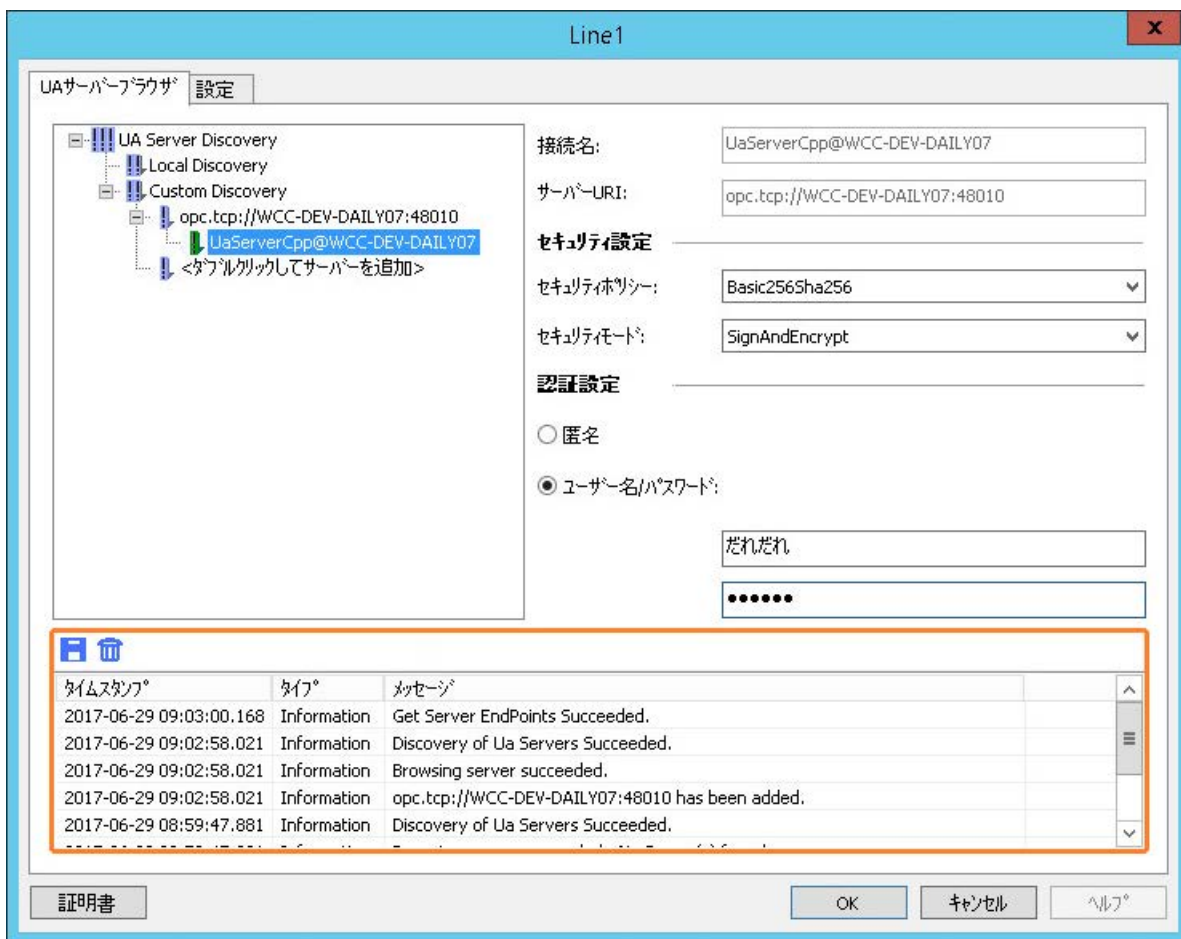 Line1
x
UAサーバーブラウザ 設定
UA Server Discovery
Local Discovery
Custom Discovery
opc.tcp://WCC-DEV-DAILY07:48010
UaServerCpp@WCC-DEV-DAILY07
<ダブルクリックしてサーバーを追加>
接続名: UaServerCpp@WCC-DEV-DAILY07
サーバーURI: opc.tcp://WCC-DEV-DAILY07:48010
セキュリティ設定
セキュリティポリシー: Basic256Sha256
セキュリティモード: SignAndEncrypt
認証設定
匿名
ユーザー名/パスワード:
だれだれ
••••••
タイムスタンプ タイプ メッセージ
2017-06-29 09:03:00.168 Information Get Server EndPoints Succeeded.
2017-06-29 09:02:58.021 Information Discovery of Ua Servers Succeeded.
2017-06-29 09:02:58.021 Information Browsing server succeeded.
2017-06-29 09:02:58.021 Information opc.tcp://WCC-DEV-DAILY07:48010 has been added.
2017-06-29 08:59:47.881 Information Discovery of Ua Servers Succeeded.
証明書 OK キャンセル ヘルプ